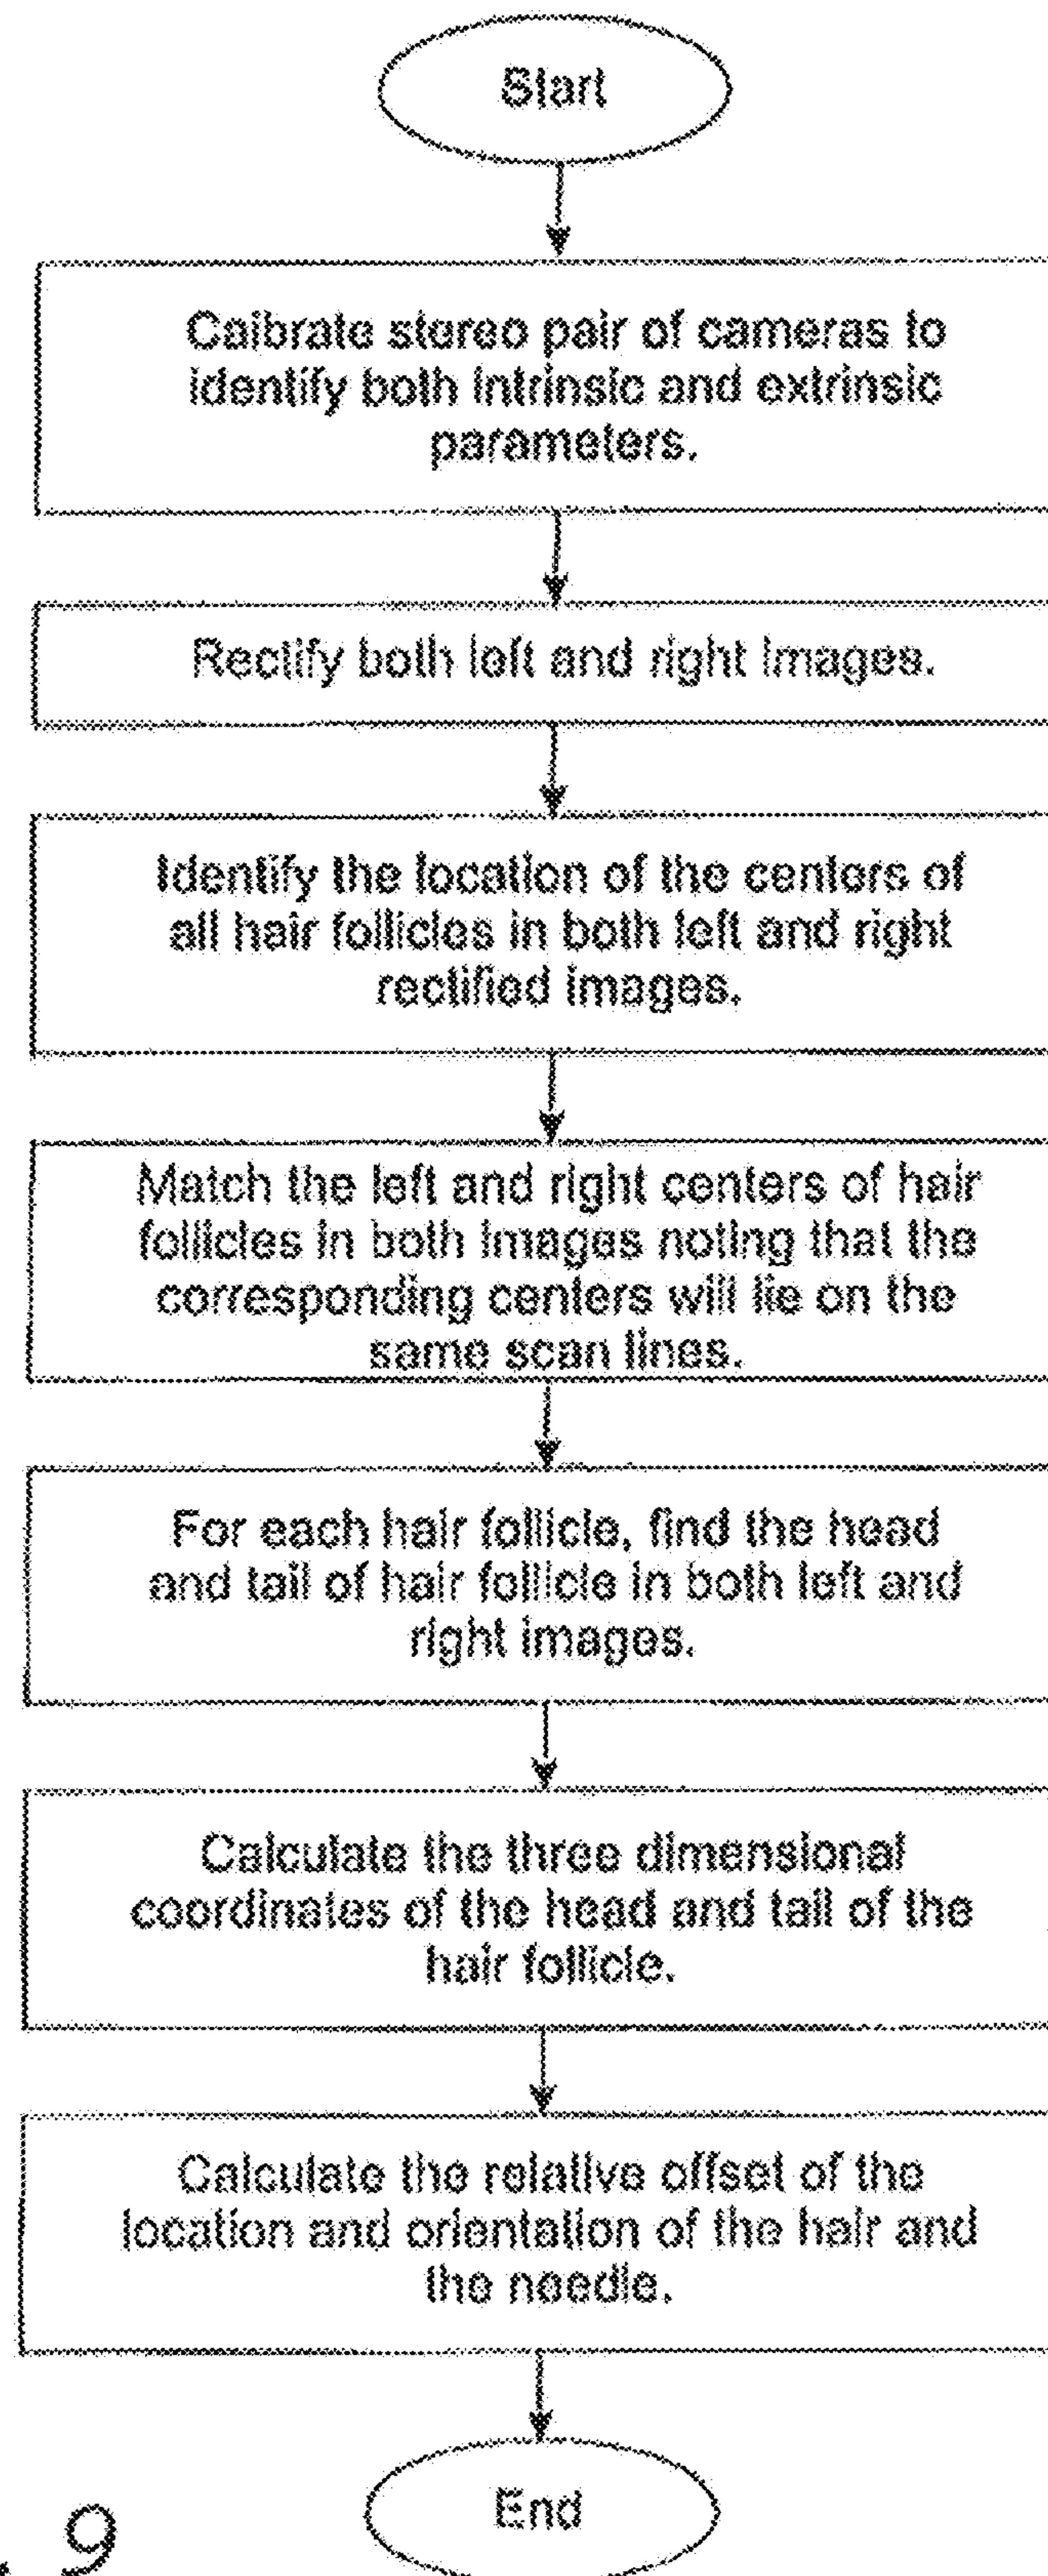 Start
Caibrate stereo pair of cameras to
identify both intrinsic and extrinsic
parameters.
Rectify both left and right images.
Identify the location of the centers of
all hair follicles in both left and right
rectified images.
Match the left and right centers of hair
follicles in both images noting that the
corresponding centers will lie on the
same scan lines.
For each hair follicle, find the head
and tail of hair follicle in both left and
right images.
Calculate the three dimensional
coordinates of the head and tail of the
hair follicle.
Calculate the relative offset of the
location and orientation of the hair and
the needle.
End
9